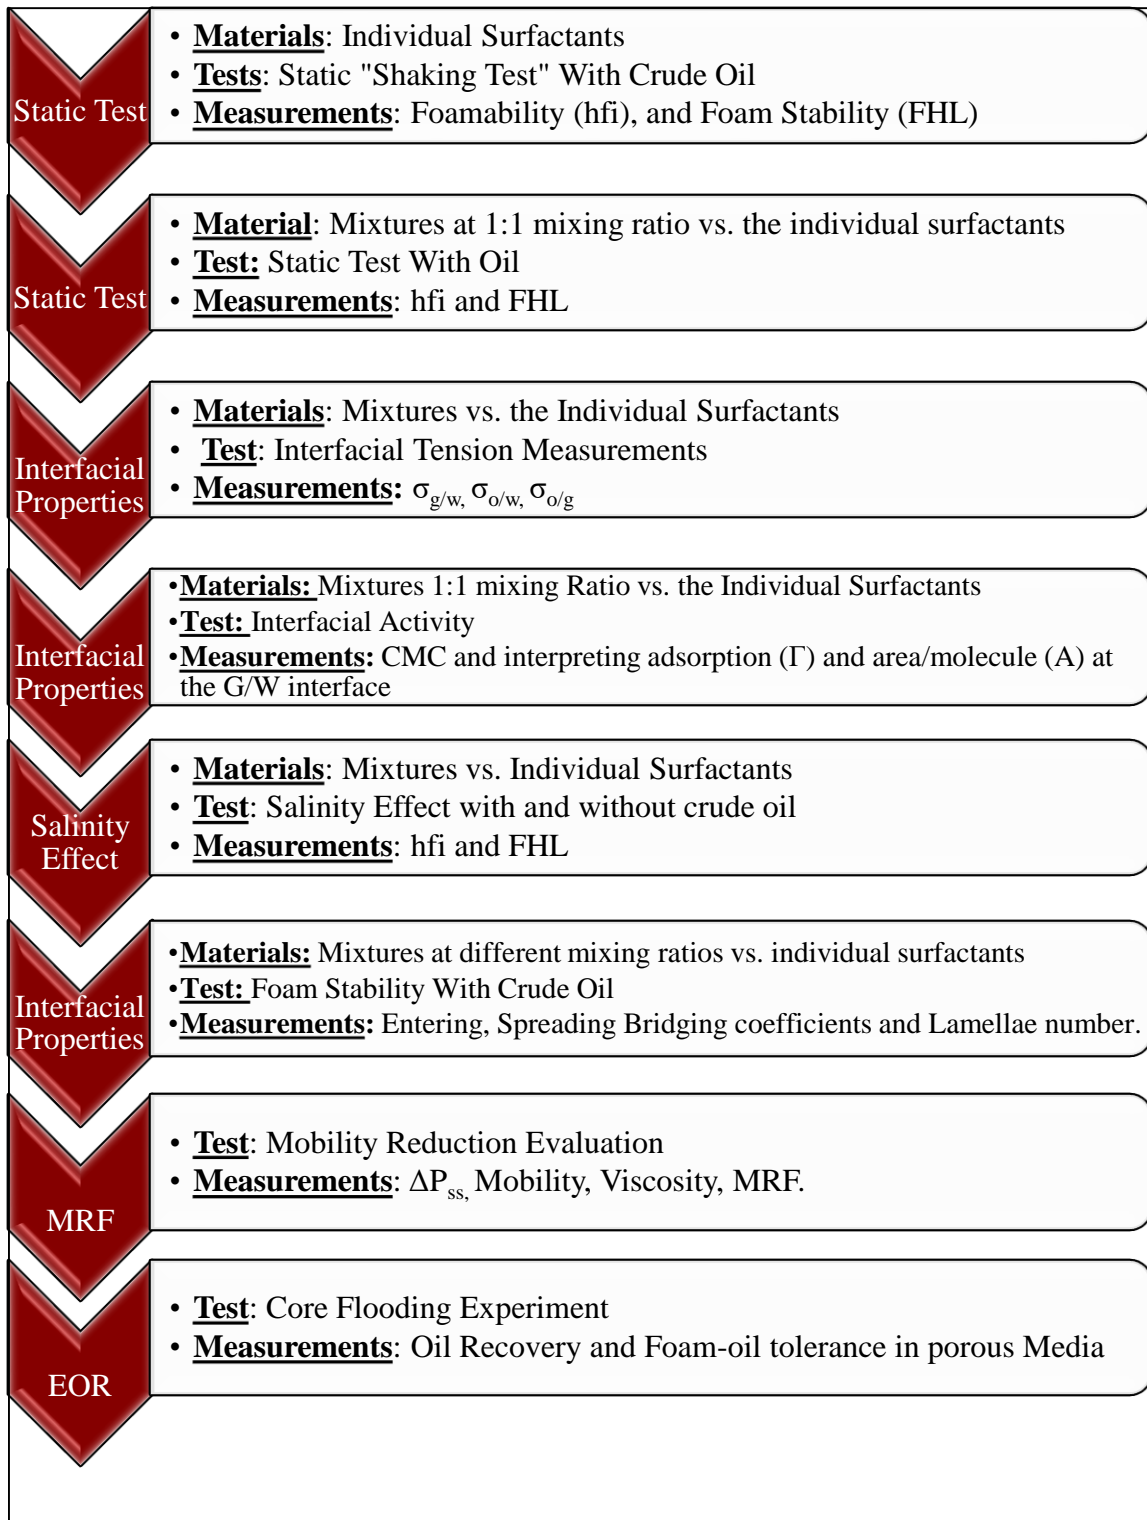 Static Test
• Materials: Individual Surfactants
• Tests: Static "Shaking Test" With Crude Oil
• Measurements: Foamability (hfi), and Foam Stability (FHL)
Static Test
• Material: Mixtures at 1:1 mixing ratio vs. the individual surfactants
• Test: Static Test With Oil
• Measurements: hfi and FHL
Interfacial
Properties
• Materials: Mixtures vs. the Individual Surfactants
• Test: Interfacial Tension Measurements
• Measurements: σg/w, σo/w, σo/g
Interfacial
Properties
•Materials: Mixtures 1:1 mixing Ratio vs. the Individual Surfactants
•Test: Interfacial Activity
•Measurements: CMC and interpreting adsorption (Γ) and area/molecule (A) at
the G/W interface
Salinity
Effect
• Materials: Mixtures vs. Individual Surfactants
• Test: Salinity Effect with and without crude oil
• Measurements: hfi and FHL
Interfacial
Properties
•Materials: Mixtures at different mixing ratios vs. individual surfactants
•Test: Foam Stability With Crude Oil
•Measurements: Entering, Spreading Bridging coefficients and Lamellae number.
MRF
• Test: Mobility Reduction Evaluation
• Measurements: ΔPss, Mobility, Viscosity, MRF.
EOR
• Test: Core Flooding Experiment
• Measurements: Oil Recovery and Foam-oil tolerance in porous Media